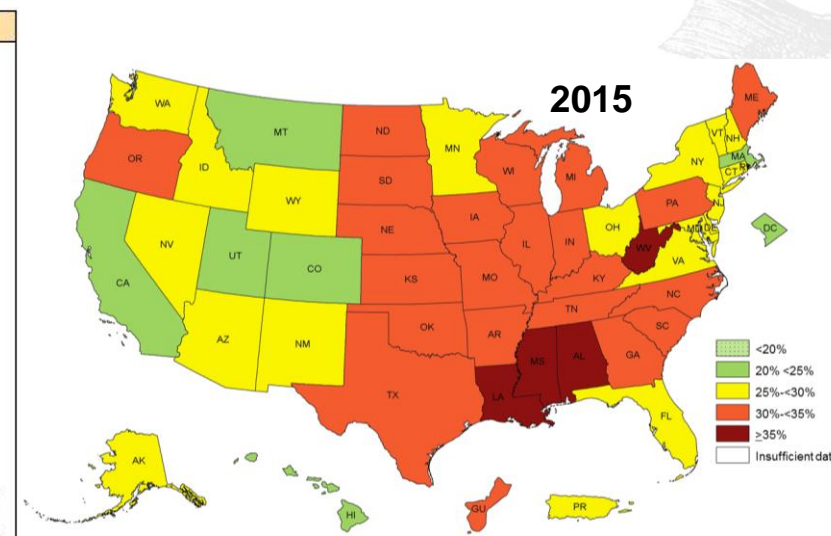 2015
WA
MT
ND
MN
ME
OR
ID
SD
WI
MI
VT
NH
NY
MA
CT
WY
IA
PA
NJ
NE
OH
MD
DE
DC
NV
UT
CO
IL
IN
WV
VA
CA
KS
MO
KY
NC
TN
AZ
NM
OK
AR
SC
MS
AL
GA
TX
LA
FL
AK
HI
GU
PR
<20%
20% <25%
25%-<30%
30%-<35%
≥35%
Insufficient dat